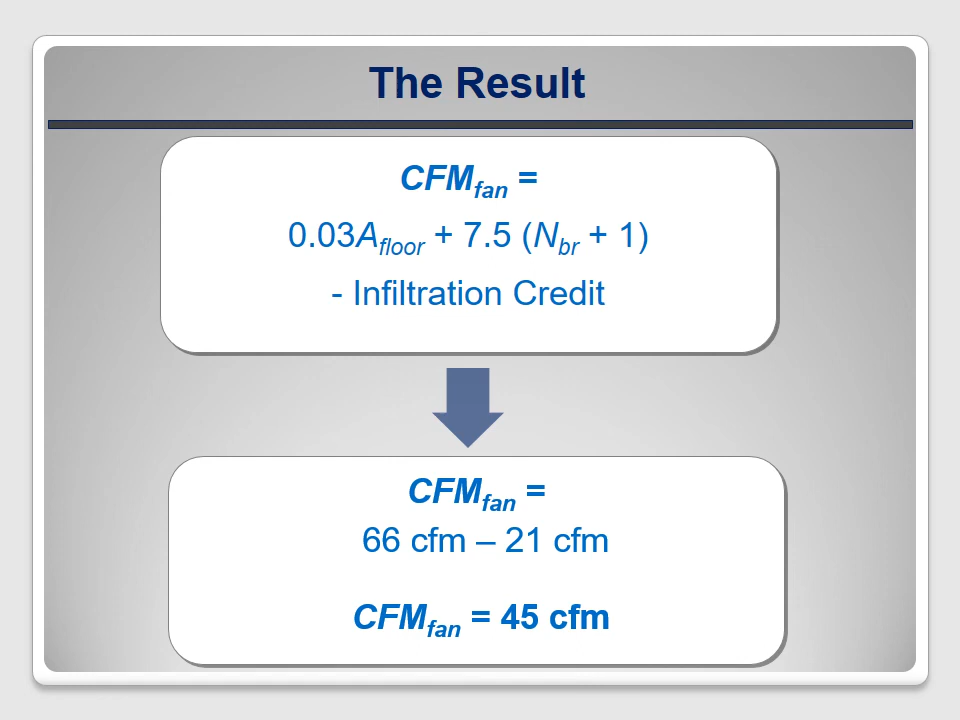 The Result
CFMfan =
0.03Afloor + 7.5 (Nbr + 1)
- Infiltration Credit
CFMfan =
66 cfm – 21 cfm
CFMfan = 45 cfm